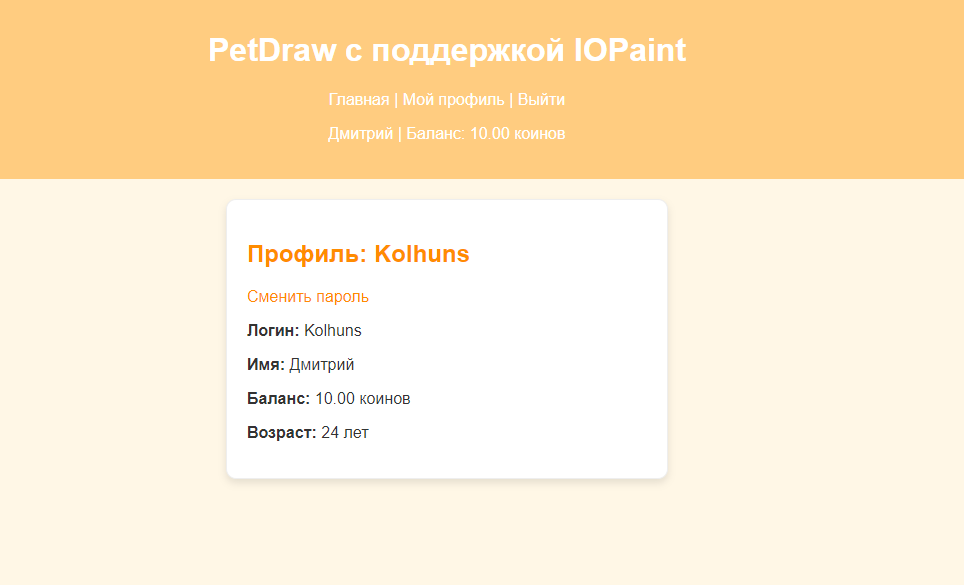 PetDraw с поддержкой IOPaint
Главная | Мой профиль | Выйти
Дмитрий | Баланс: 10.00 коинов
Профиль: Kolhuns
Сменить пароль
Логин: Kolhuns
Имя: Дмитрий
Баланс: 10.00 коинов
Возраст: 24 лет